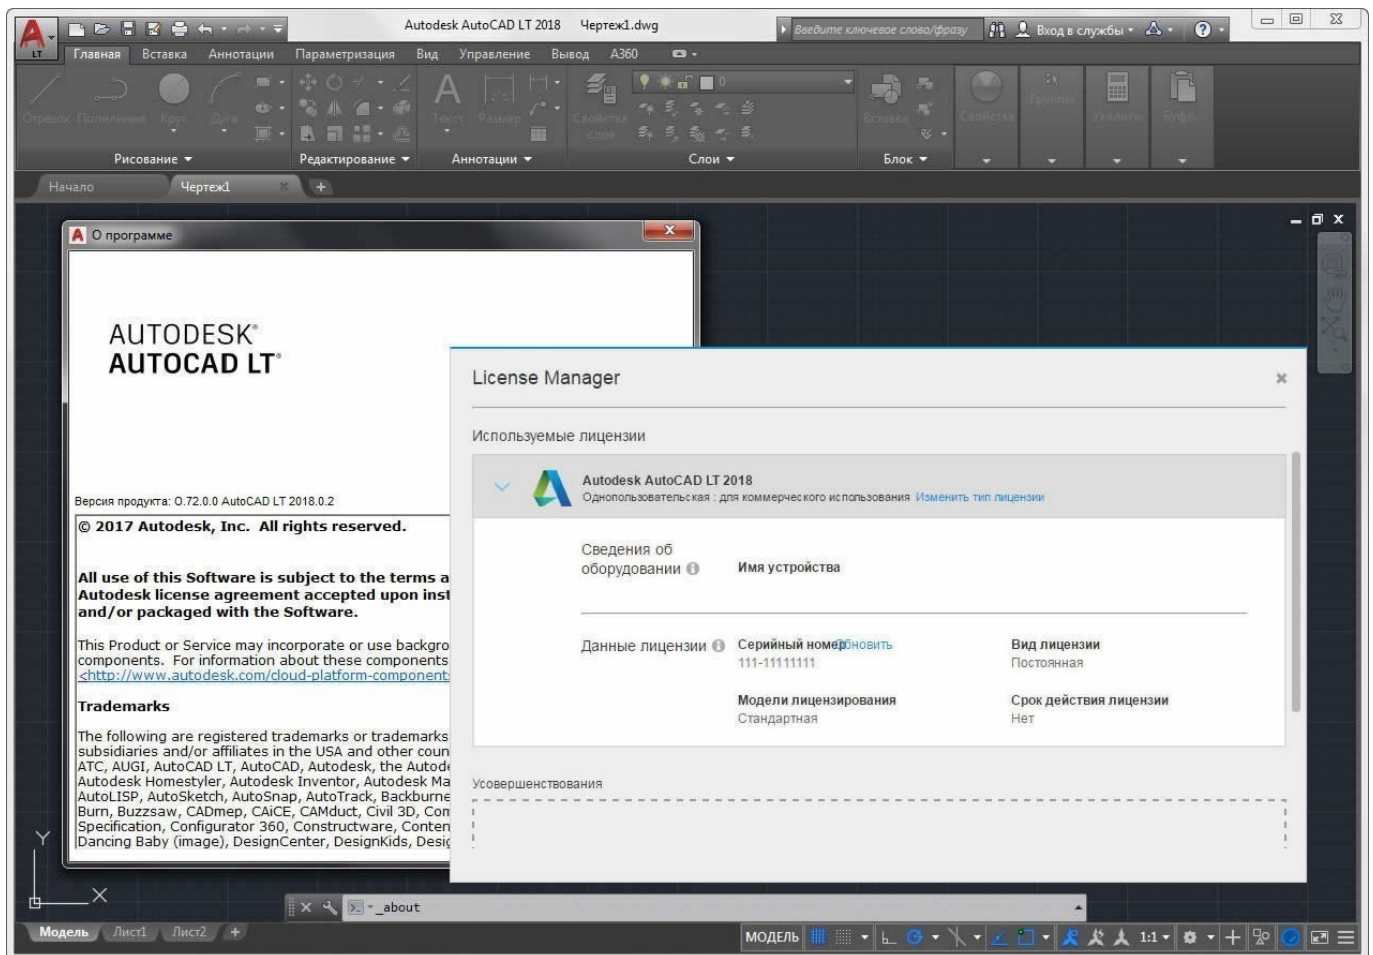 Autodesk AutoCAD LT 2018 Чертеж1.dwg
Введите ключевое слово/фразу
Вход в службы
LT
Главная Вставка Аннотации Параметризация Вид Управление Вывод A360
0
Отрезок Полилиния Круг Дуга
Текст Размер
Свойства слоя
Вставка
Свойства
Группы
Утилиты
Буфе...
Рисование Редактирование Аннотации Слои Блок
Начало Чертеж1
О программе
AUTODESK®
AUTOCAD LT®
Версия продукта: O.72.0.0 AutoCAD LT 2018.0.2
© 2017 Autodesk, Inc. All rights reserved.
All use of this Software is subject to the terms a
Autodesk license agreement accepted upon inst
and/or packaged with the Software.
This Product or Service may incorporate or use backgro
components. For information about these components
<http://www.autodesk.com/cloud-platform-component
Trademarks
The following are registered trademarks or trademarks
subsidiaries and/or affiliates in the USA and other coun
ATC, AUGI, AutoCAD LT, AutoCAD, Autodesk, the Autod
Autodesk Homestyler, Autodesk Inventor, Autodesk Ma
AutoLISP, AutoSketch, AutoSnap, AutoTrack, Backburne
Burn, Buzzsaw, CADmep, CAiCE, CAMduct, Civil 3D, Com
Specification, Configurator 360, Constructware, Conten
Dancing Baby (image), DesignCenter, DesignKids, Desig
License Manager
Используемые лицензии
Autodesk AutoCAD LT 2018
Однопользовательская : для коммерческого использования Изменить тип лицензии
Сведения об
оборудовании
Имя устройства
Данные лицензии
Серийный номер Обновить
111-11111111
Вид лицензии
Постоянная
Модели лицензирования
Стандартная
Срок действия лицензии
Нет
Усовершенствования
Y
X
_about
Модель Лист1 Лист2 +
МОДЕЛЬ
1:1